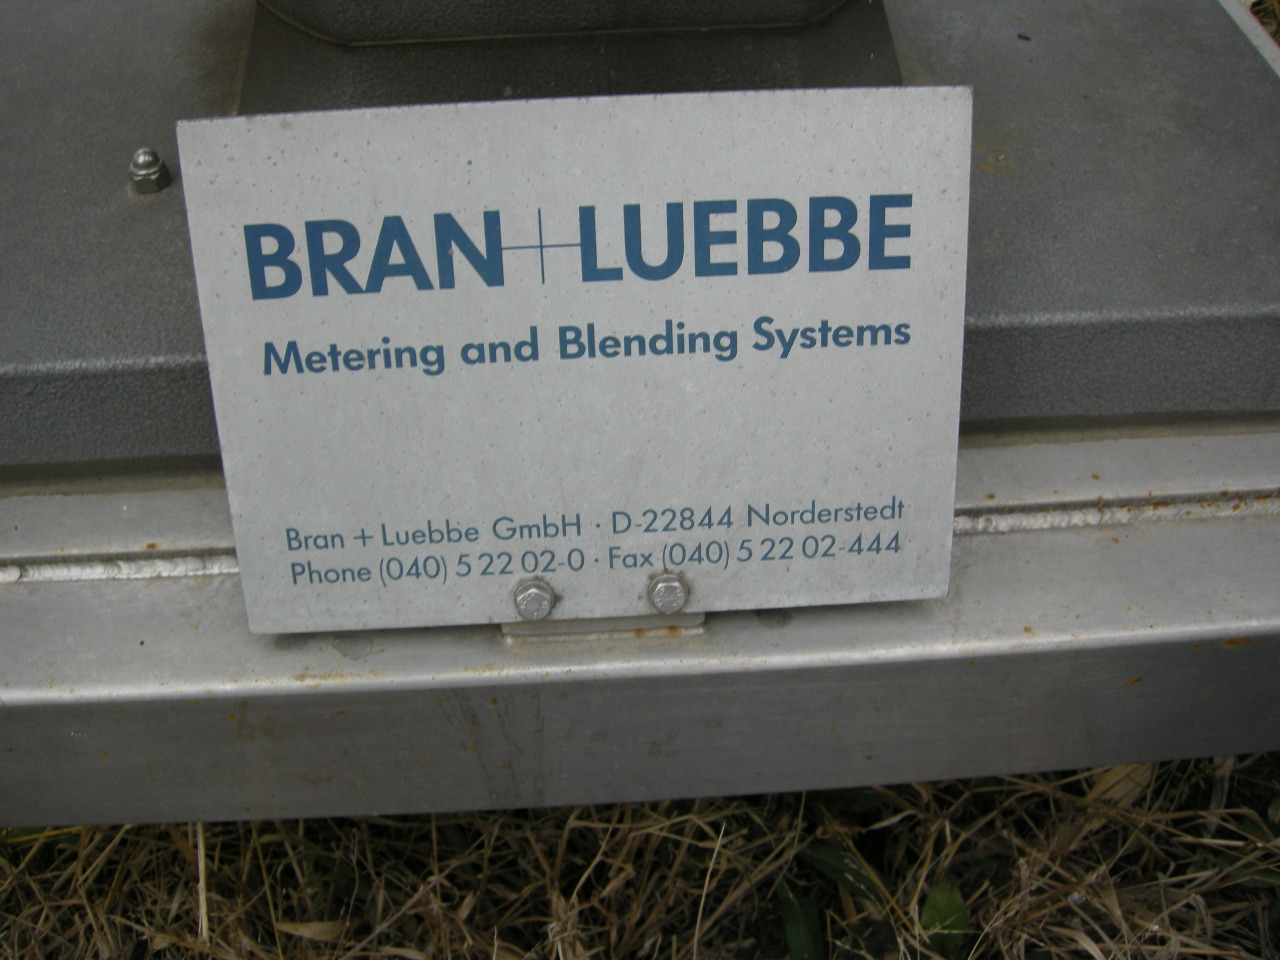 BRAN+LUEBBE
Metering and Blending Systems
Bran + Luebbe GmbH · D-22844 Norderstedt
Phone (040) 5 22 02-0 · Fax (040) 5 22 02-444